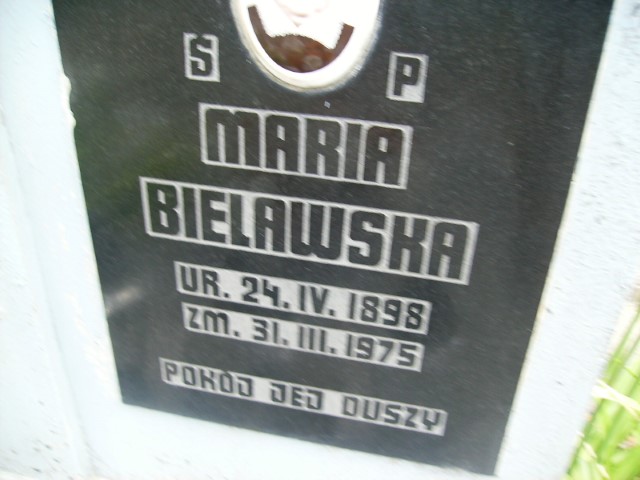 Ś P
MARIA
BIELAWSKA
UR. 24. IV. 1898
ZM. 31. III. 1975
POKÓJ JEJ DUSZY